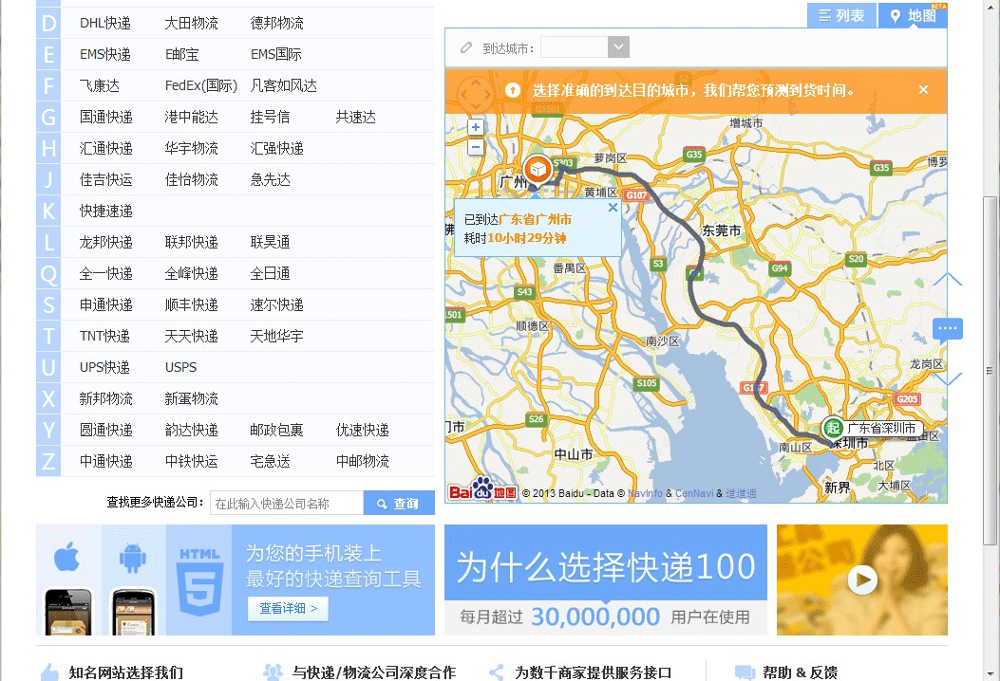 D DHL快递 大田物流 德邦物流
E EMS快递 E邮宝 EMS国际
F 飞康达 FedEx(国际) 凡客如风达
G 国通快递 港中能达 挂号信 共速达
H 汇通快递 华宇物流 汇强快递
J 佳吉快运 佳怡物流 急先达
K 快捷速递
L 龙邦快递 联邦快递 联昊通
Q 全一快递 全峰快递 全日通
S 申通快递 顺丰快递 速尔快递
T TNT快递 天天快递 天地华宇
U UPS快递 USPS
X 新邦物流 新蛋物流
Y 圆通快递 韵达快递 邮政包裹 优速快递
Z 中通快递 中铁快运 宅急送 中邮物流
查找更多快递公司： 在此输入快递公司名称 查询
列表 地图 BETA
到达城市：
选择准确的到达目的城市，我们帮您预测到货时间。
增城市
S303 萝岗区 G35 G35 博罗
广州 黄埔区 G107
已到达广东省广州市
耗时10小时29分钟
东莞市
番禺区 S3 G94 S20
S43
S501
顺德区 南沙区
龙岗区
S105 G107 G205
S26
起 广东省深圳市
门市 中山市 南山区 深圳市 盐田区
北区
新界 大埔区
Bai du 地图 © 2013 Baidu - Data © NavInfo & CenNavi & 道道通
HTML
5
为您的手机装上
最好的快递查询工具
查看详细 >
为什么选择快递100
每月超过 30,000,000 用户在使用
知名网站选择我们 与快递/物流公司深度合作 为数千商家提供服务接口 帮助 & 反馈